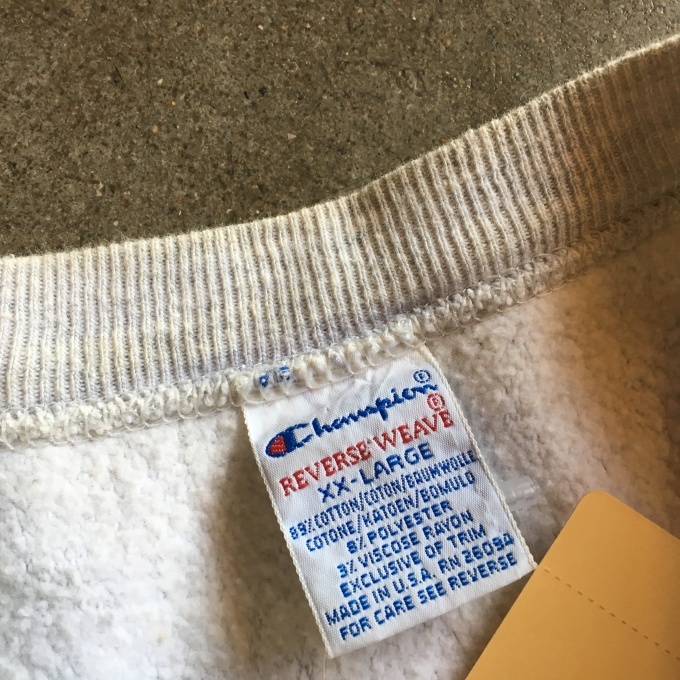 Champion®
®
REVERSE WEAVE
XX-LARGE
89% COTTON/COTON/BAUMWOLLE
COTONE/KATOEN/BOMULD
8% POLYESTER
3% VISCOSE RAYON
EXCLUSIVE OF TRIM
MADE IN U.S.A. RN 26094
FOR CARE SEE REVERSE